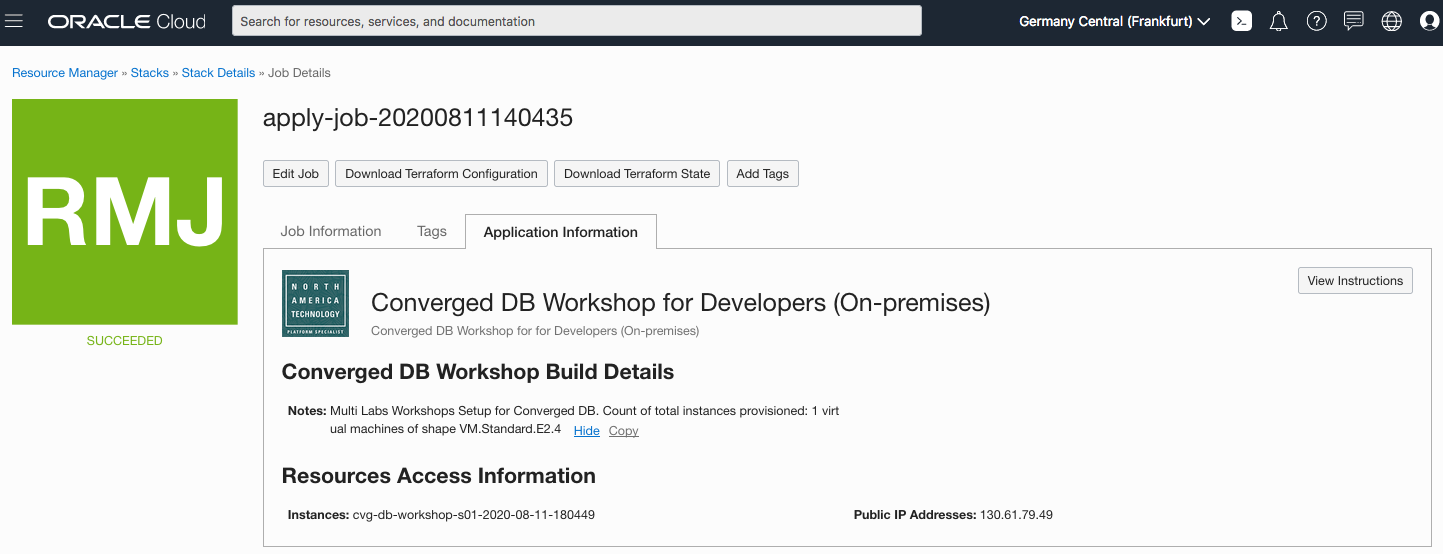 ORACLE Cloud
Search for resources, services, and documentation
Germany Central (Frankfurt)
Resource Manager » Stacks » Stack Details » Job Details
RMJ
SUCCEEDED
apply-job-20200811140435
Edit Job
Download Terraform Configuration
Download Terraform State
Add Tags
Job Information
Tags
Application Information
View Instructions
NORTH
AMERICA
TECHNOLOGY
PLATFORM SPECIALIST
Converged DB Workshop for Developers (On-premises)
Converged DB Workshop for for Developers (On-premises)
Converged DB Workshop Build Details
Notes: Multi Labs Workshops Setup for Converged DB. Count of total instances provisioned: 1 virt
ual machines of shape VM.Standard.E2.4 Hide Copy
Resources Access Information
Instances: cvg-db-workshop-s01-2020-08-11-180449
Public IP Addresses: 130.61.79.49